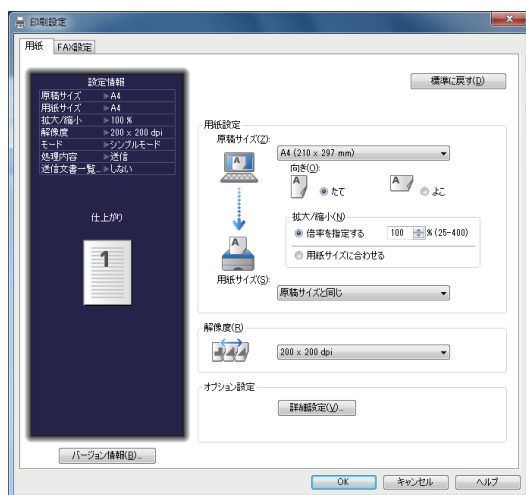 印刷設定
用紙 FAX設定
設定情報
原稿サイズ ▶A4
用紙サイズ ▶A4
拡大/縮小 ▶100 %
解像度 ▶200 x 200 dpi
モード ▶シンプルモード
処理内容 ▶送信
送信文書一覧... ▶しない
仕上がり
1
バージョン情報(B)...
標準に戻す(D)
用紙設定
原稿サイズ(Z):
A4 (210 x 297 mm)
向き(O):
A たて A よこ
A
拡大/縮小(N)
倍率を指定する 100 % (25-400)
用紙サイズに合わせる
A
用紙サイズ(S):
原稿サイズと同じ
解像度(R)
200 x 200 dpi
オプション設定
詳細設定(V)...
OK キャンセル ヘルプ